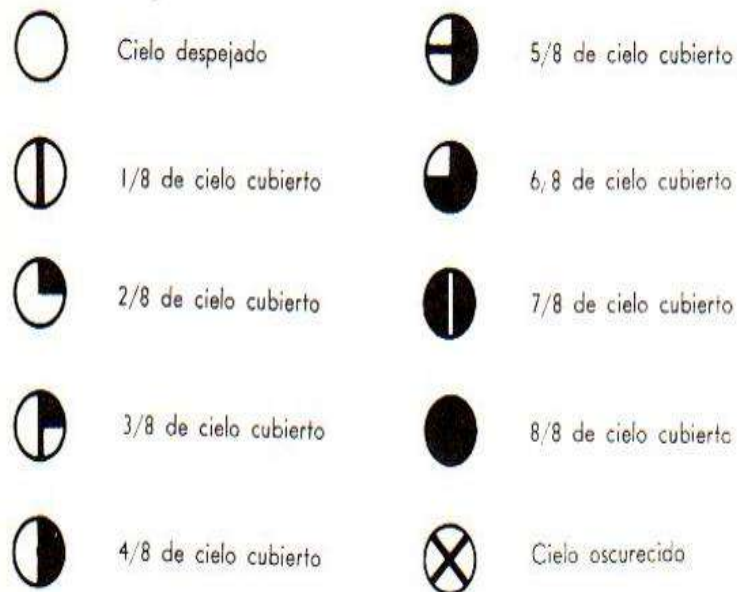 Cielo despejado
1/8 de cielo cubierto
2/8 de cielo cubierto
3/8 de cielo cubierto
4/8 de cielo cubierto
5/8 de cielo cubierto
6/8 de cielo cubierto
7/8 de cielo cubierto
8/8 de cielo cubierto
Cielo oscurecido